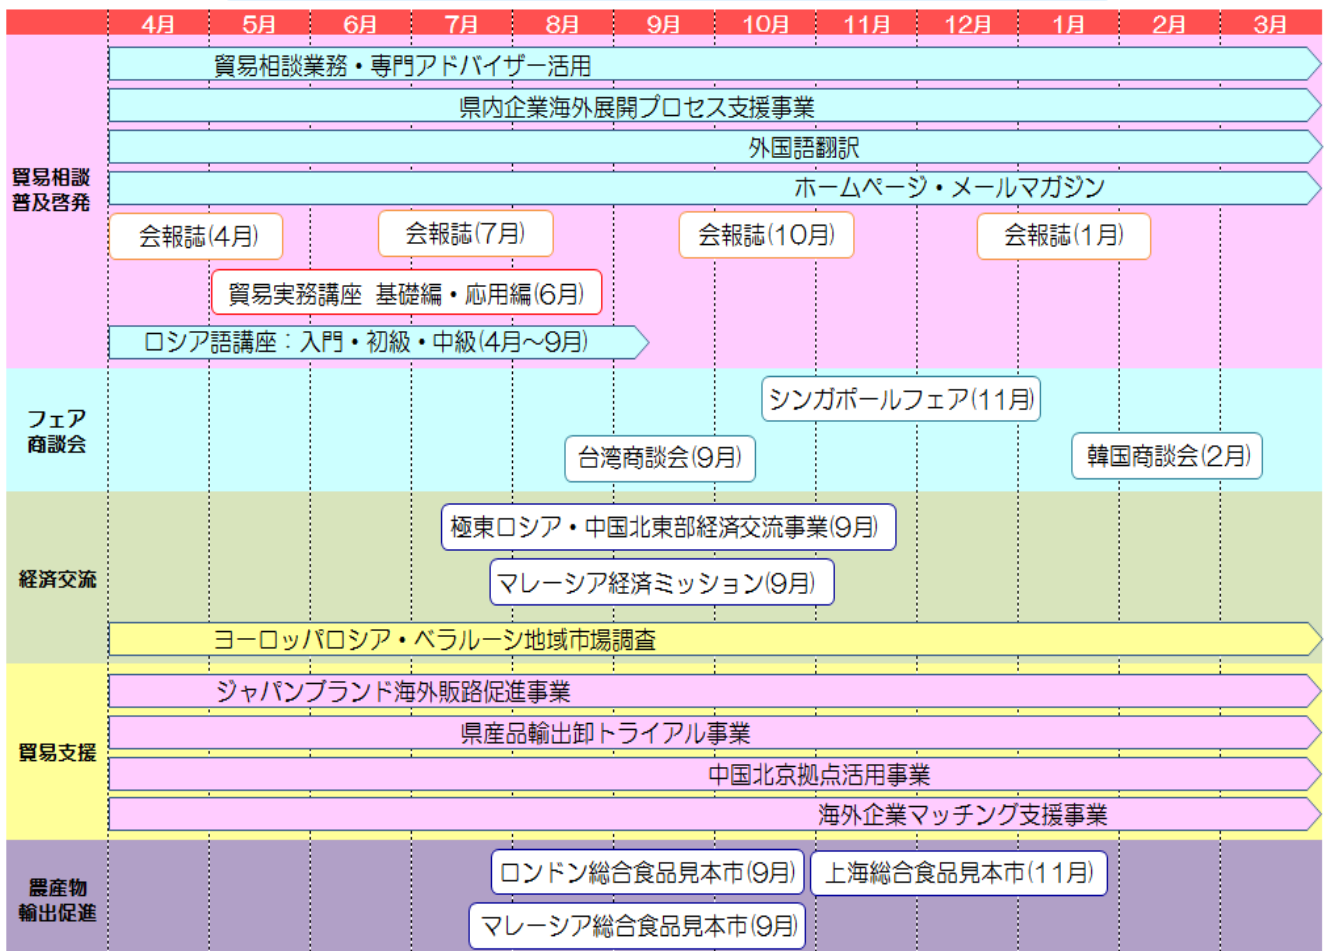 4月 5月 6月 7月 8月 9月 10月 11月 12月 1月 2月 3月
貿易相談
普及啓発
貿易相談業務・専門アドバイザー活用
県内企業海外展開プロセス支援事業
外国語翻訳
ホームページ・メールマガジン
会報誌(4月) 会報誌(7月) 会報誌(10月) 会報誌(1月)
貿易実務講座 基礎編・応用編(6月)
ロシア語講座：入門・初級・中級(4月～9月)
フェア
商談会
シンガポールフェア(11月)
台湾商談会(9月) 韓国商談会(2月)
経済交流
極東ロシア・中国北東部経済交流事業(9月)
マレーシア経済ミッション(9月)
ヨーロッパロシア・ベラルーシ地域市場調査
貿易支援
ジャパンブランド海外販路促進事業
県産品輸出卸トライアル事業
中国北京拠点活用事業
海外企業マッチング支援事業
農産物
輸出促進
ロンドン総合食品見本市(9月) 上海総合食品見本市(11月)
マレーシア総合食品見本市(9月)